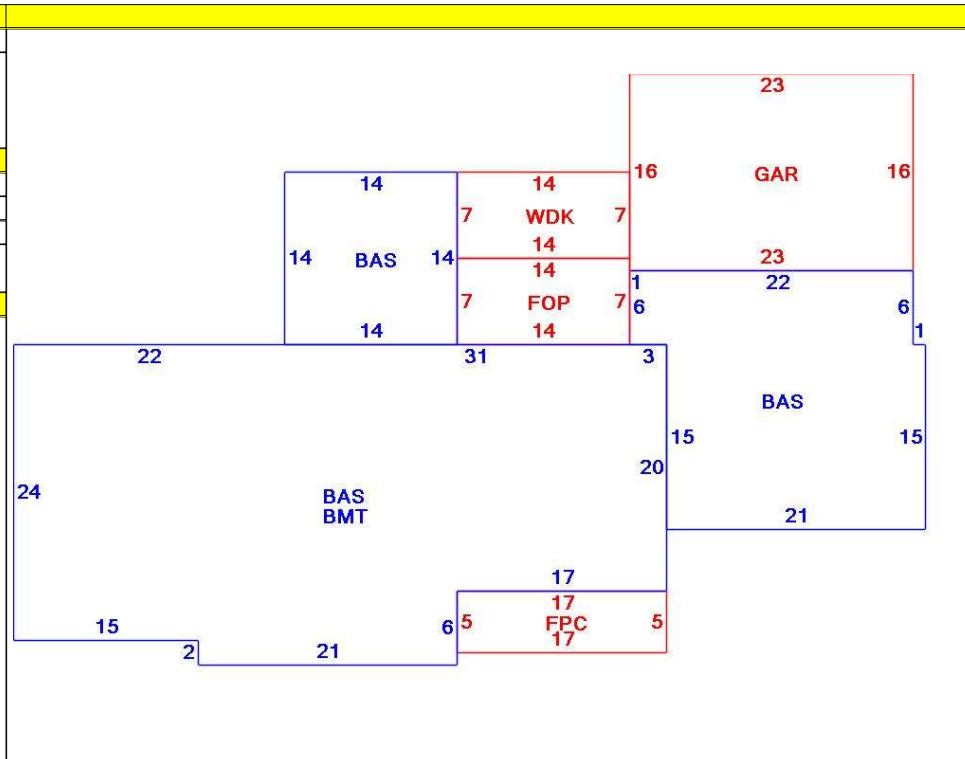 23
16 GAR 16
14 14
7 WDK 7
14 BAS 14
14 23
14 1 22
7 FOP 7 6 6
14 14 1
22 31 3
BAS
15 15
20
24 BAS
BMT
21
17
17
15 6 5 FPC 5
17
2 21